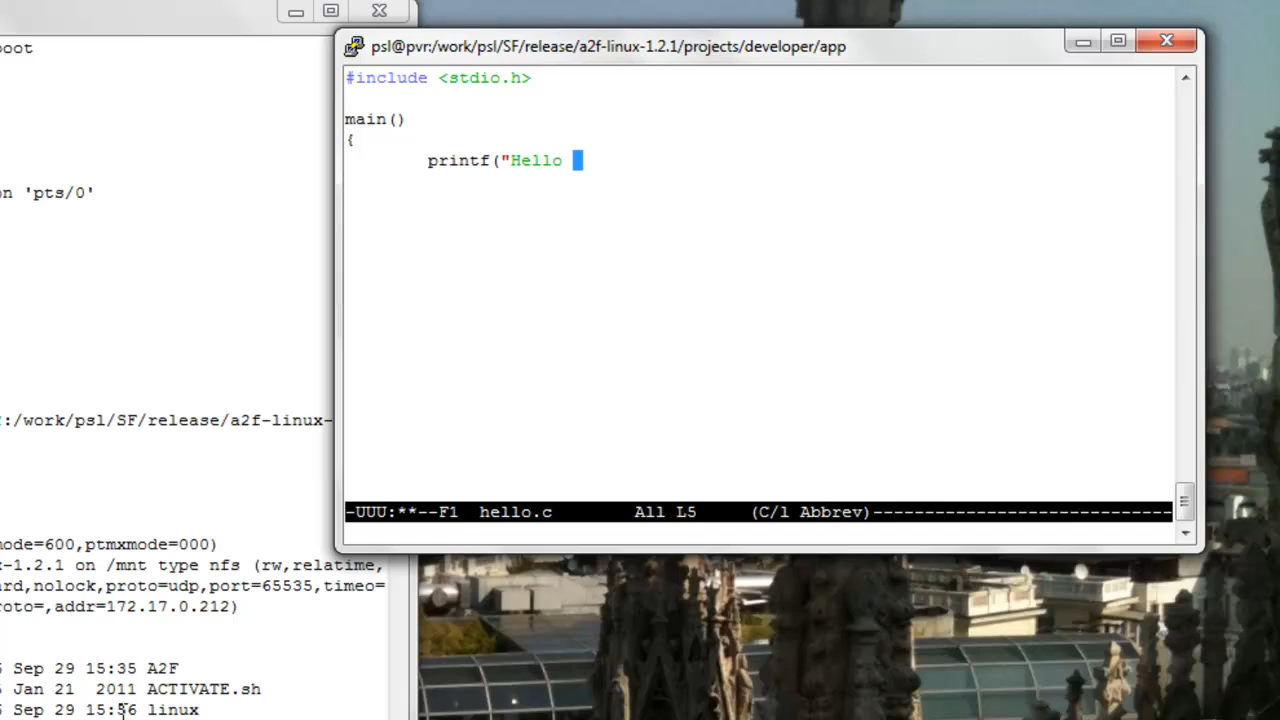 oot
on 'pts/0'
:/work/psl/SF/release/a2f-linux-
mode=600,ptmxmode=000)
x-1.2.1 on /mnt type nfs (rw,relatime,
ard,nolock,proto=udp,port=65535,timeo=
roto=,addr=172.17.0.212)
Sep 29 15:35 A2F
Jan 21  2011 ACTIVATE.sh
Sep 29 15:56 linux
psl@pvr:/work/psl/SF/release/a2f-linux-1.2.1/projects/developer/app
#include <stdio.h>
main()
{
printf("Hello
-UUU:**--F1  hello.c        All L5     (C/l Abbrev)-----------------------------